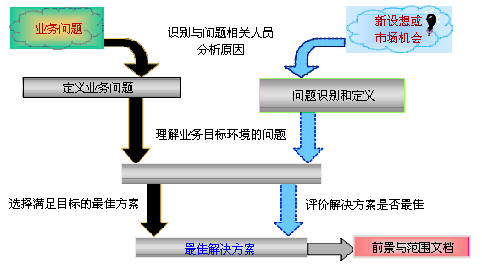 业务问题
识别与问题相关人员
分析原因
新设想或
市场机会
定义业务问题
问题识别和定义
理解业务目标环境的问题
选择满足目标的最佳方案
评价解决方案是否最佳
最佳解决方案
前景与范围文档